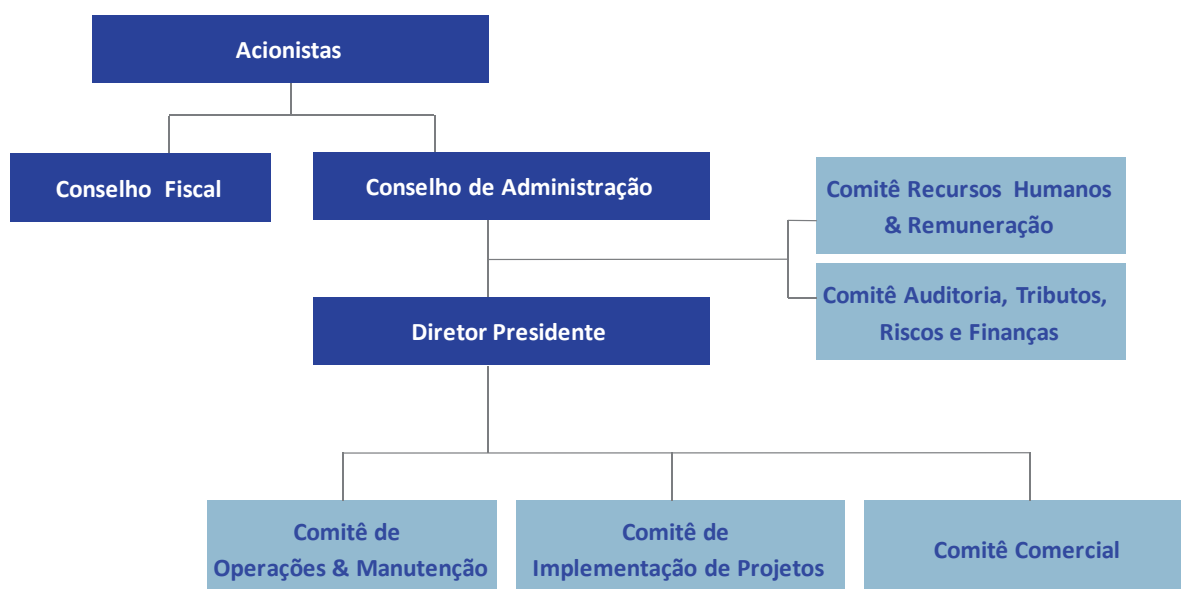 Acionistas
Conselho Fiscal
Conselho de Administração
Comitê Recursos Humanos
& Remuneração
Comitê Auditoria, Tributos,
Riscos e Finanças
Diretor Presidente
Comitê de
Operações & Manutenção
Comitê de
Implementação de Projetos
Comitê Comercial